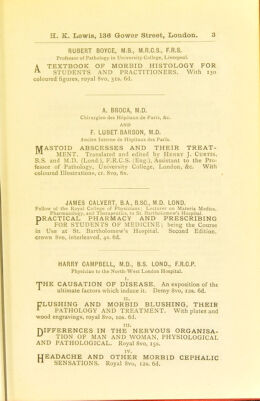 H. K. Lewis, 136 Gower Street, London. 3
RUBERT BOYCE, M.B., M.R.C.S., F.R.S.
Professor of Pathology in University College, Liverpool.
A TEXTBOOK OF MORBID HISTOLOGY FOR
STUDENTS AND PRACTITIONERS. With 130
coloured figures, royal 8vo, 31s. 6d.
A. BROCA, M.D.
Chirurgien des Hôpitaux de Paris, &c.
AND
F. LUBET-BARBON, M.D.
Ancien Interne de Hôpitaux des Paris.
MASTOID ABSCESSES AND THEIR TREAT-
MENT. Translated and edited by HENRY J. CURTIS,
B.S. and M.D. (Lond.), F.R.C.S. (Eng.), Assistant to the Pro-
fessor of Pathology, University College, London, &c. With
coloured Illustrations, cr. 8vo, 6s.
JAMES CALVERT, B.A., B.SC., M.D. LOND.
Fellow of the Royal College of Physicians; Lecturer on Materia Medica,
Pharmacology, and Therapeutics, to St. Bartholomew's Hospital.
PRACTICAL PHARMACY AND PRESCRIBING
FOR STUDENTS OF MEDICINE; being the Course
in Use at St. Bartholomew's Hospital. Second Edition,
crown 8vo, interleaved, 4s. 6d.
HARRY CAMPBELL, M.D., B.S. LOND., F.R.C.P.
Physician to the North West London Hospital.
I.
THE CAUSATION OF DISEASE. An exposition of the
ultimate factors which induce it. Demy 8vo, 12s. 6d.
II.
FLUSHING AND MORBID BLUSHING, THEIR
PATHOLOGY AND TREATMENT. With plates and
wood engravings, royal 8vo, 10s. 6d.
III.
DIFFERENCES IN THE NERVOUS ORGANISA-
TION OF MAN AND WOMAN, PHYSIOLOGICAL
AND PATHOLOGICAL. Royal 8vo, 15s.
IV.
HEADACHE AND OTHER MORBID CEPHALIC
SENSATIONS. Royal 8vo, 12s. 6d.